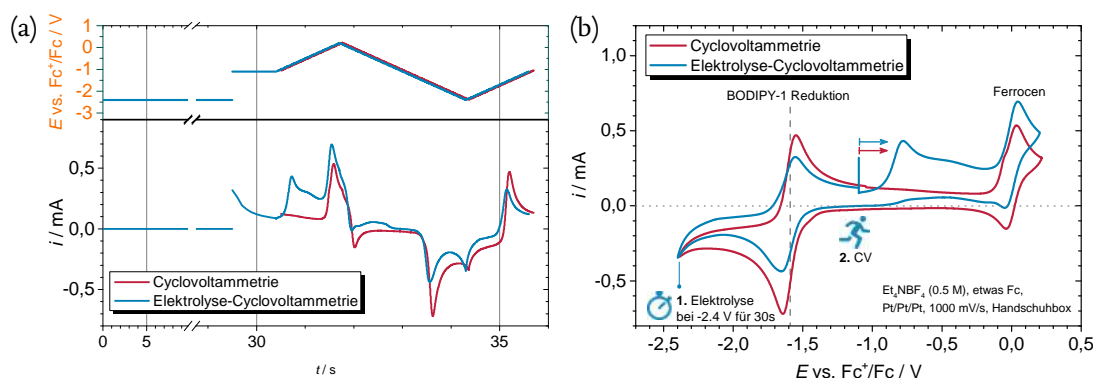 (a)
E vs. Fc⁺/Fc / V
1
0
-1
-2
-3
i / mA
0,5
0,0
-0,5
Cyclovoltammetrie
Elektrolyse-Cyclovoltammetrie
0 5 30 35
t / s
(b)
i / mA
1,0
0,5
0,0
-0,5
Cyclovoltammetrie
Elektrolyse-Cyclovoltammetrie
BODIPY-1 Reduktion
Ferrocen
2. CV
1. Elektrolyse
bei -2.4 V für 30s
Et₄NBF₄ (0.5 M), etwas Fc,
Pt/Pt/Pt, 1000 mV/s, Handschuhbox
-2,5 -2,0 -1,5 -1,0 -0,5 0,0 0,5
E vs. Fc⁺/Fc / V